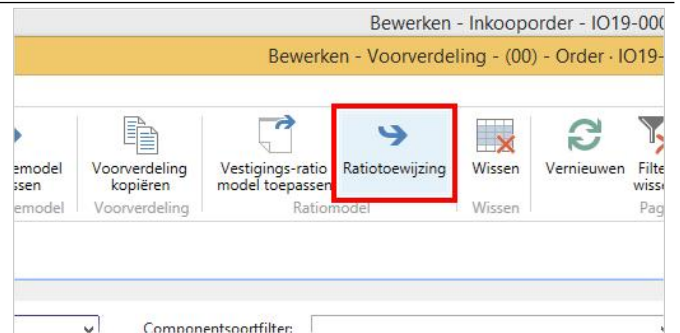 Bewerken - Inkooporder - IO19-000
Bewerken - Voorverdeling - (00) - Order · IO19-
emodel Voorverdeling Vestigings-ratio Ratiotoewijzing Wissen Vernieuwen Filte
ssen kopiëren model toepassen wisse
emodel Voorverdeling Ratiomodel Wissen Pag
Componentsoortfilter: